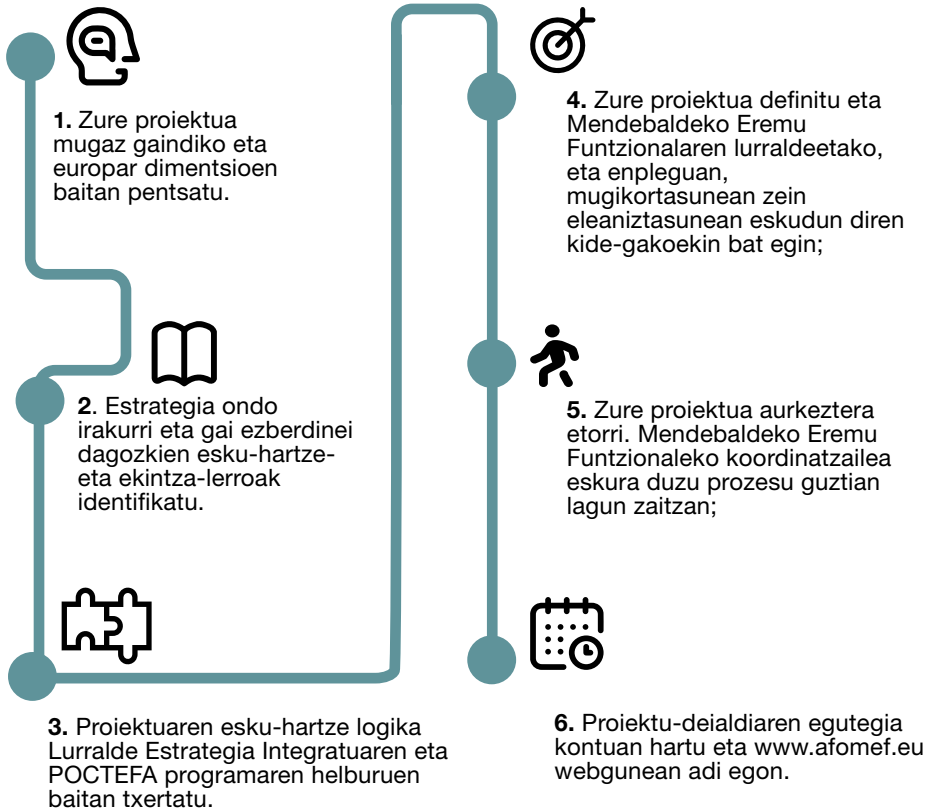 1. Zure proiektua
mugaz gaindiko eta
europar dimentsioen
baitan pentsatu.
2. Estrategia ondo
irakurri eta gai ezberdinei
dagozkien esku-hartze-
eta ekintza-lerroak
identifikatu.
3. Proiektuaren esku-hartze logika
Lurralde Estrategia Integratuaren eta
POCTEFA programaren helburuen
baitan txertatu.
4. Zure proiektua definitu eta
Mendebaldeko Eremu
Funtzionalaren lurraldeetako,
eta enpleguan,
mugikortasunean zein
eleaniztasunean eskudun diren
kide-gakoekin bat egin;
5. Zure proiektua aurkeztera
etorri. Mendebaldeko Eremu
Funtzionaleko koordinatzailea
eskura duzu prozesu guztian
lagun zaitzan;
6. Proiektu-deialdiaren egutegia
kontuan hartu eta www.afomef.eu
webgunean adi egon.